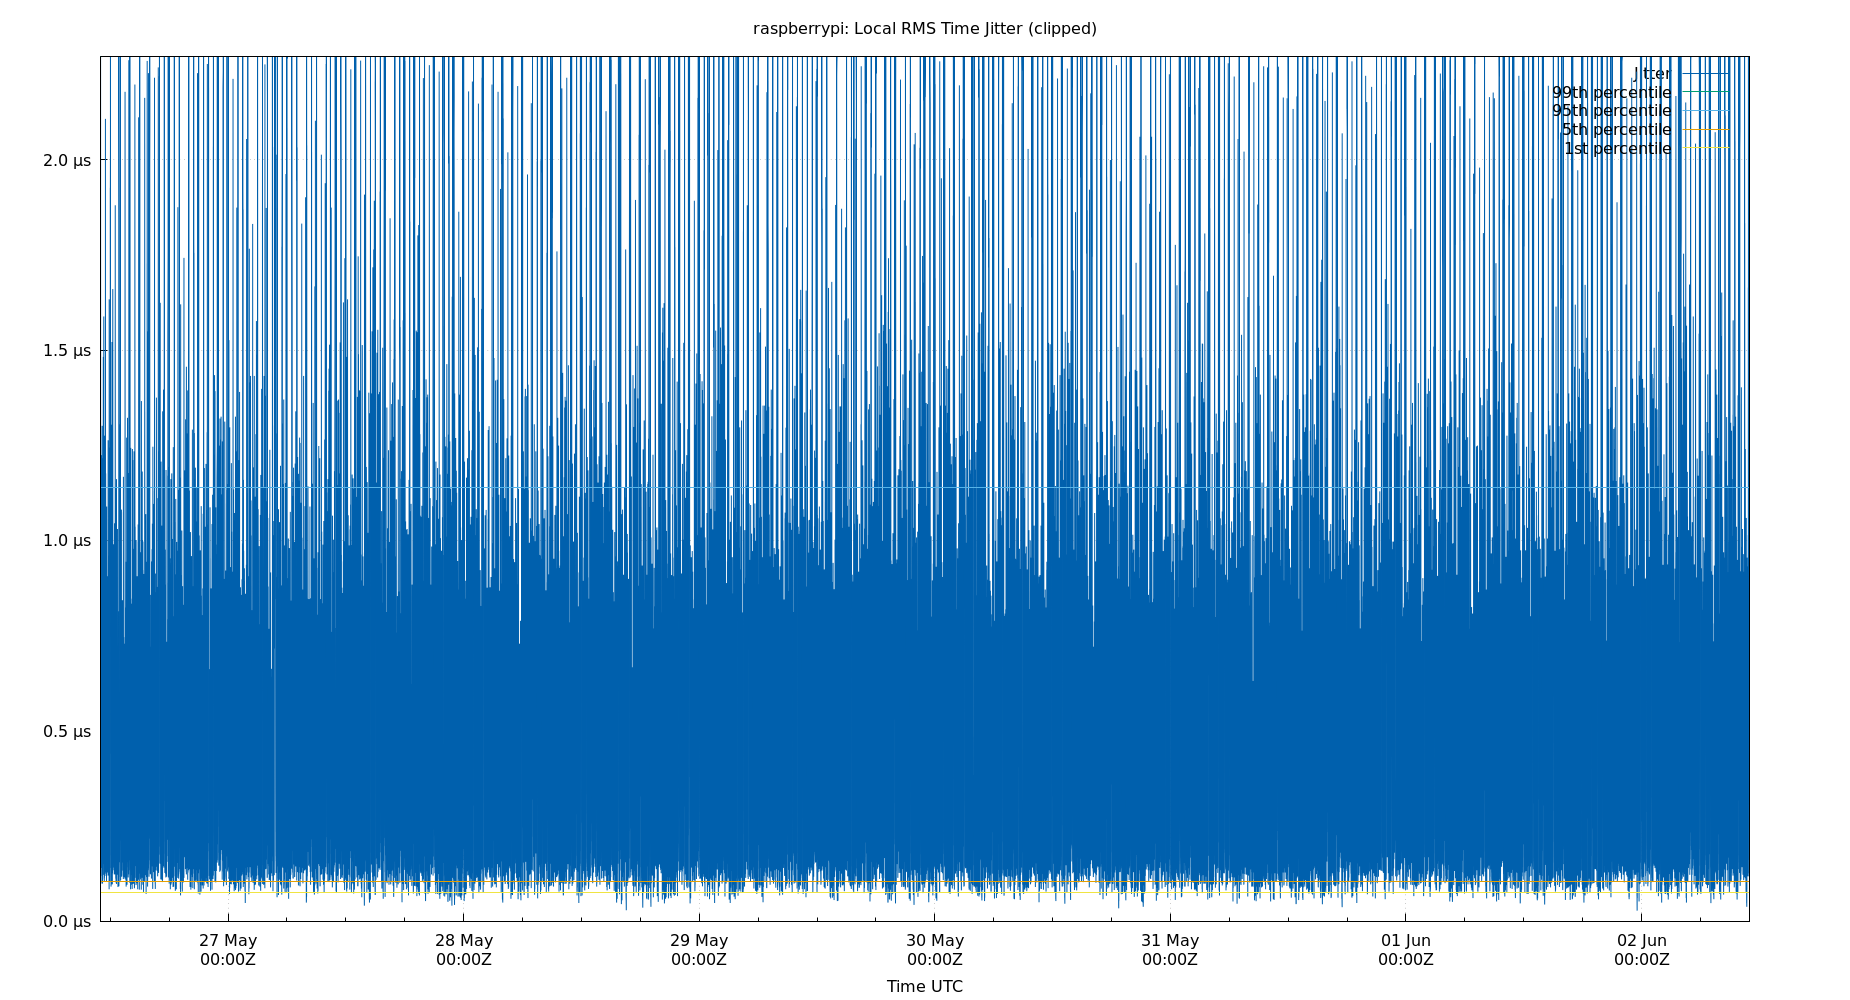 raspberrypi: Local RMS Time Jitter (clipped)
Jitter
99th percentile
95th percentile
5th percentile
1st percentile
2.0 µs
1.5 µs
1.0 µs
0.5 µs
0.0 µs
27 May 28 May 29 May 30 May 31 May 01 Jun 02 Jun
00:00Z 00:00Z 00:00Z 00:00Z 00:00Z 00:00Z 00:00Z
Time UTC